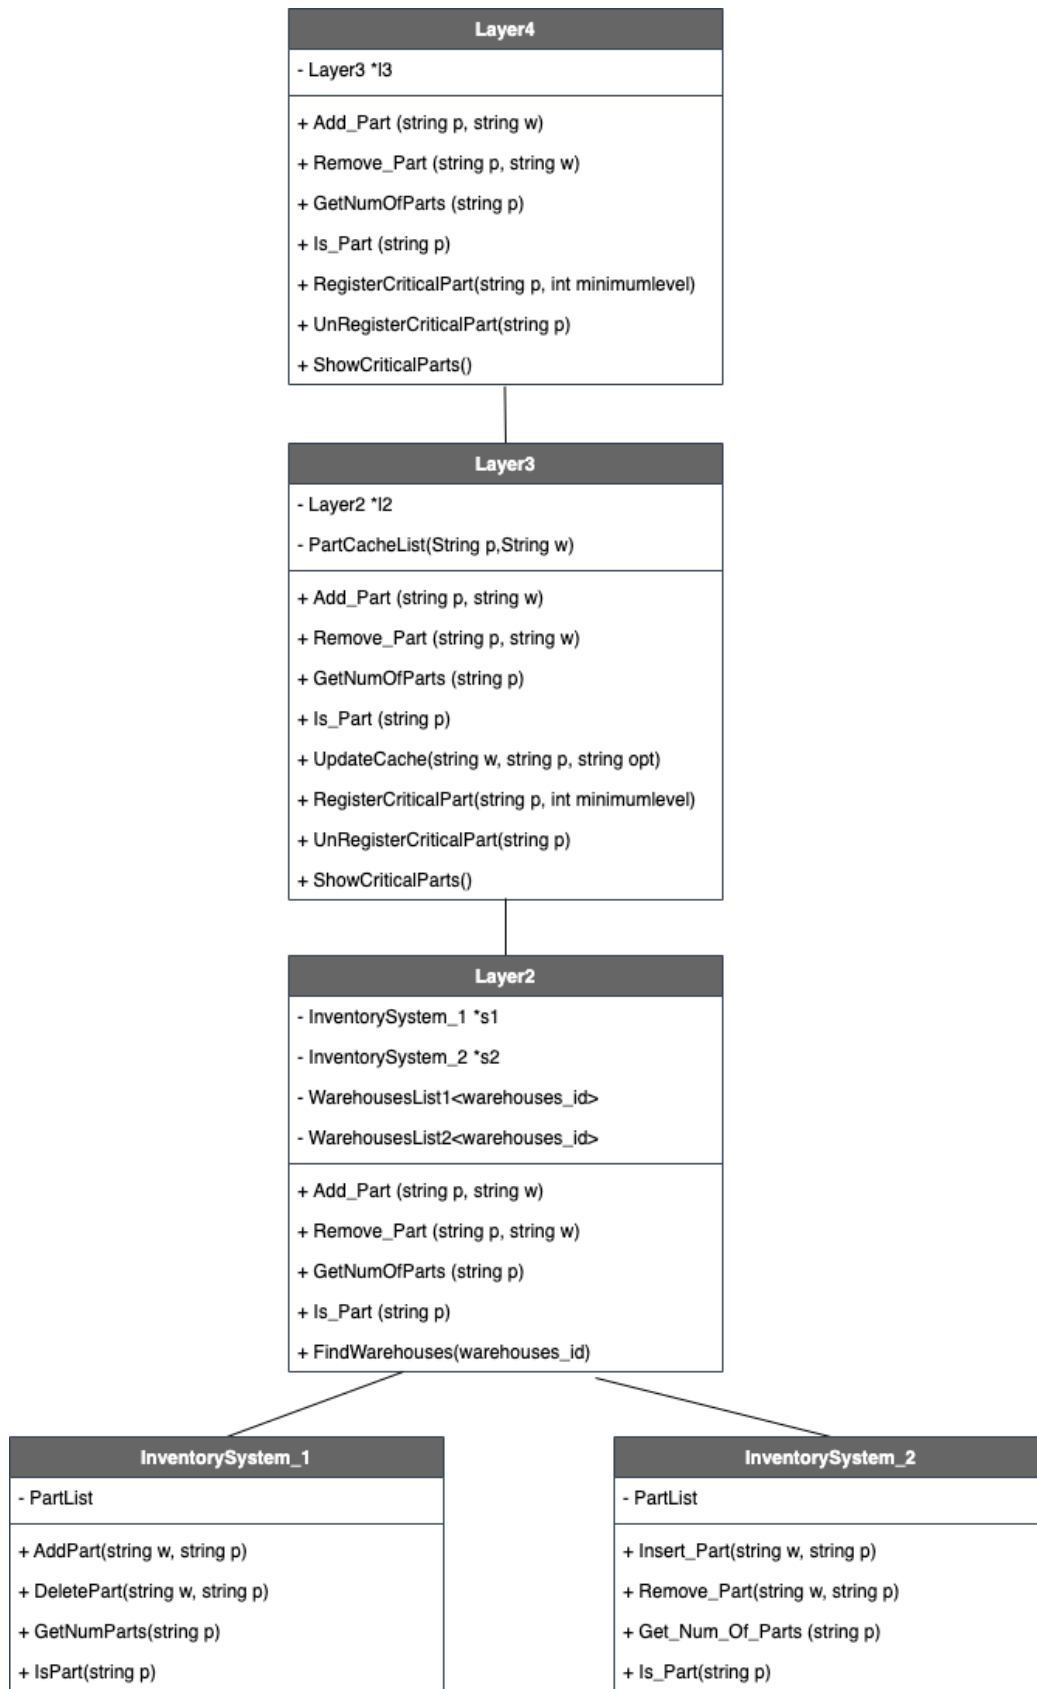 Layer4
- Layer3 *l3
+ Add_Part (string p, string w)
+ Remove_Part (string p, string w)
+ GetNumOfParts (string p)
+ Is_Part (string p)
+ RegisterCriticalPart(string p, int minimumlevel)
+ UnRegisterCriticalPart(string p)
+ ShowCriticalParts()
Layer3
- Layer2 *l2
- PartCacheList(String p,String w)
+ Add_Part (string p, string w)
+ Remove_Part (string p, string w)
+ GetNumOfParts (string p)
+ Is_Part (string p)
+ UpdateCache(string w, string p, string opt)
+ RegisterCriticalPart(string p, int minimumlevel)
+ UnRegisterCriticalPart(string p)
+ ShowCriticalParts()
Layer2
- InventorySystem_1 *s1
- InventorySystem_2 *s2
- WarehousesList1<warehouses_id>
- WarehousesList2<warehouses_id>
+ Add_Part (string p, string w)
+ Remove_Part (string p, string w)
+ GetNumOfParts (string p)
+ Is_Part (string p)
+ FindWarehouses(warehouses_id)
InventorySystem_1
- PartList
+ AddPart(string w, string p)
+ DeletePart(string w, string p)
+ GetNumParts(string p)
+ IsPart(string p)
InventorySystem_2
- PartList
+ Insert_Part(string w, string p)
+ Remove_Part(string w, string p)
+ Get_Num_Of_Parts (string p)
+ Is_Part(string p)